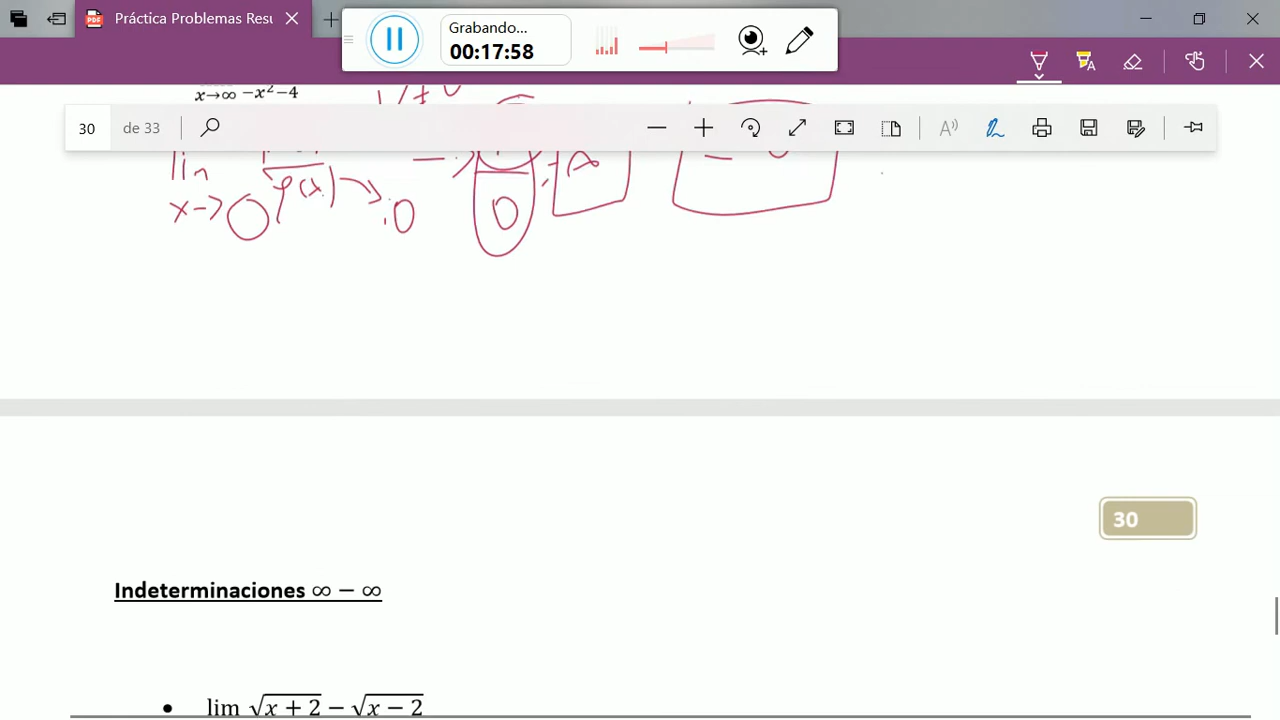 Práctica Problemas Resu
Grabando...
00:17:58
x→∞ −x²−4
30 de 33
lim
x→0
φ(x)
0
0
30
Indeterminaciones ∞ − ∞
• lim √x + 2 − √x − 2